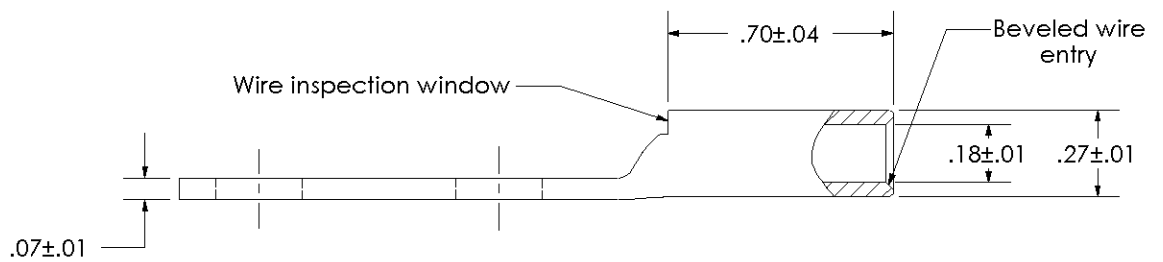 .70±.04
Beveled wire
entry
Wire inspection window
.18±.01
.27±.01
.07±.01